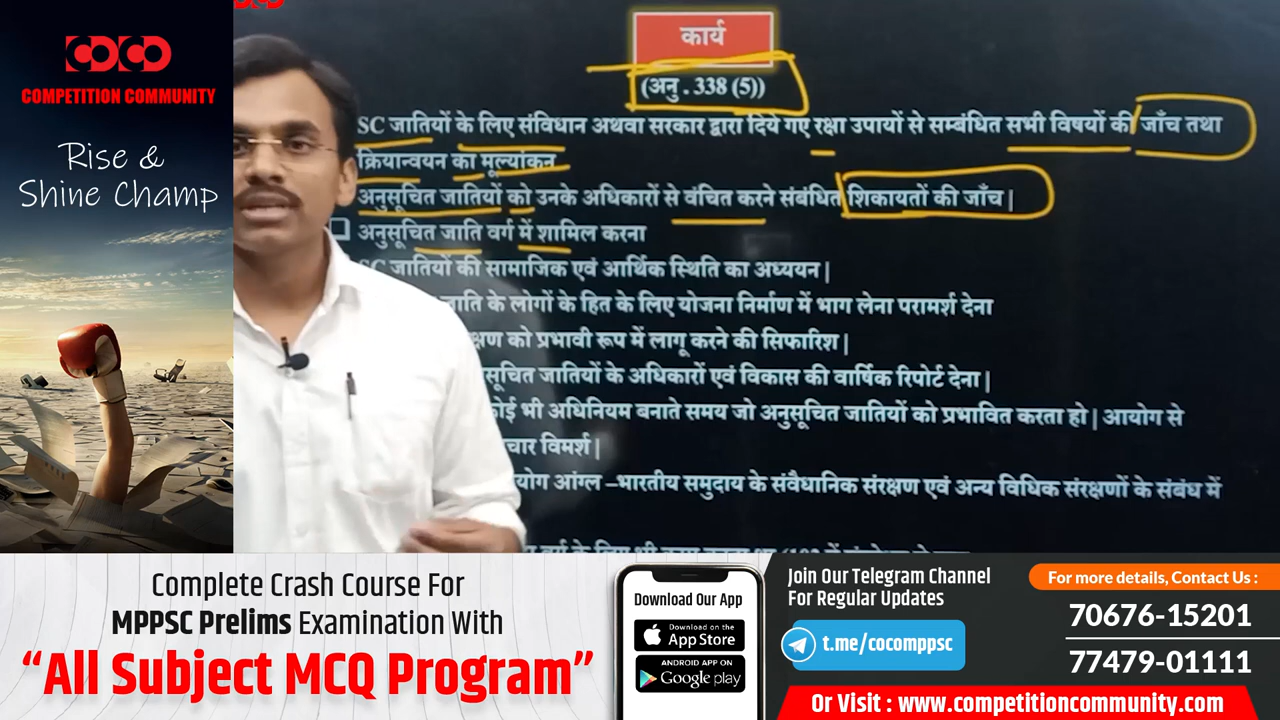 COCO
COMPETITION COMMUNITY
Rise &
Shine Champ
कार्य
(अनु . 338 (5))
SC जातियों के लिए संविधान अथवा सरकार द्वारा दिये गए रक्षा उपायों से सम्बंधित सभी विषयों की जाँच तथा
क्रियान्वयन का मूल्यांकन
अनुसूचित जातियों को उनके अधिकारों से वंचित करने संबंधित शिकायतों की जाँच |
अनुसूचित जाति वर्ग में शामिल करना
SC जातियों की सामाजिक एवं आर्थिक स्थिति का अध्ययन |
जाति के लोगों के हित के लिए योजना निर्माण में भाग लेना परामर्श देना
को प्रभावी रूप में लागू करने की सिफारिश |
जातियों के अधिकारों एवं विकास की वार्षिक रिपोर्ट देना |
कोई भी अधिनियम बनाते समय जो अनुसूचित जातियों को प्रभावित करता हो | आयोग से
विमर्श |
आंग्ल –भारतीय समुदाय के संवैधानिक संरक्षण एवं अन्य विधिक संरक्षणों के संबंध में
Complete Crash Course For
MPPSC Prelims Examination With
“All Subject MCQ Program”
Download Our App
Download on the
App Store
ANDROID APP ON
Google play
Join Our Telegram Channel
For Regular Updates
t.me/cocomppsc
For more details, Contact Us :
70676-15201
77479-01111
Or Visit : www.competitioncommunity.com